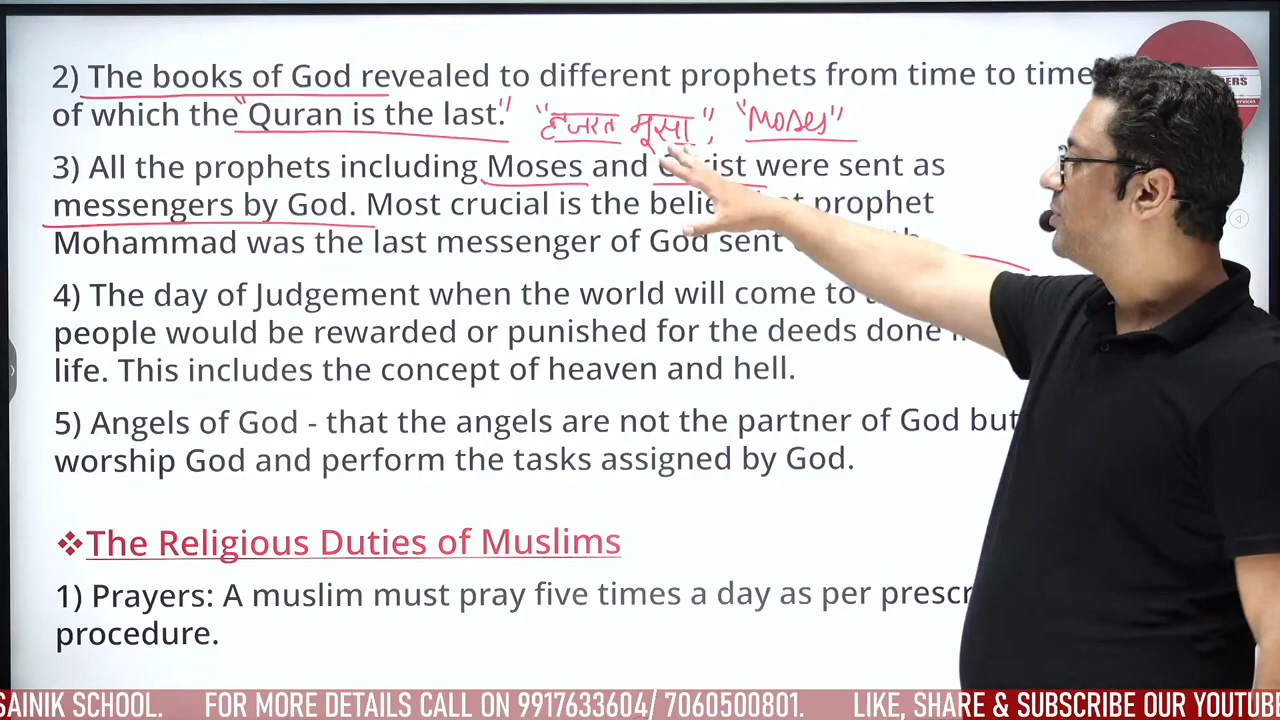 2) The books of God revealed to different prophets from time to time
of which the "Quran is the last." "हजरत मूसा", "Moses"
3) All the prophets including Moses and Christ were sent as
messengers by God. Most crucial is the belief that prophet
Mohammad was the last messenger of God sent
4) The day of Judgement when the world will come to
people would be rewarded or punished for the deeds done
life. This includes the concept of heaven and hell.
5) Angels of God - that the angels are not the partner of God but
worship God and perform the tasks assigned by God.
❖The Religious Duties of Muslims
1) Prayers: A muslim must pray five times a day as per
procedure.
SAINIK SCHOOL. FOR MORE DETAILS CALL ON 9917633604/ 7060500801. LIKE, SHARE & SUBSCRIBE OUR